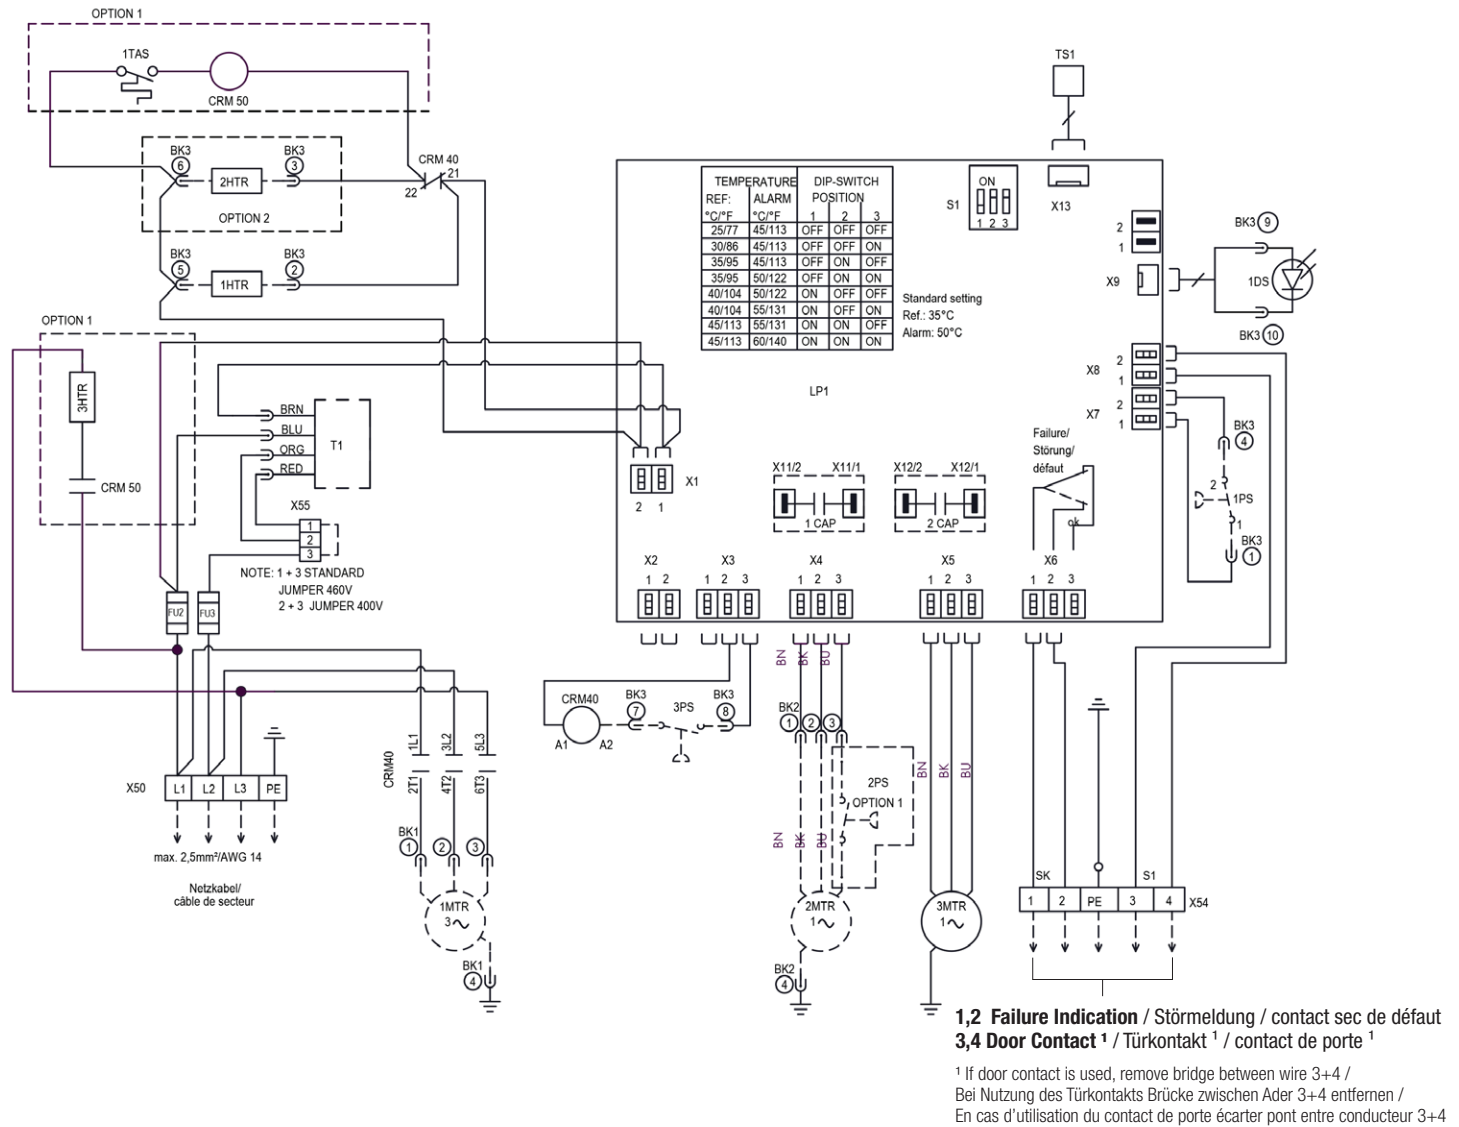 OPTION 1
1TAS
CRM 50
BK3
6
BK3
3
2HTR
OPTION 2
CRM 40
21
22
BK3
5
BK3
2
1HTR
OPTION 1
3HTR
CRM 50
BRN
BLU
ORG
RED
T1
X55
1
2
3
NOTE: 1 + 3 STANDARD
JUMPER 460V
2 + 3 JUMPER 400V
FU2
FU3
X50
L1 L2 L3 PE
max. 2,5mm²/AWG 14
Netzkabel/
câble de secteur
CRM40
1L1 3L2 5L3
2T1 4T2 6T3
BK1
1 2 3
1MTR
3
BK1
4
TS1
X13
TEMPERATURE DIP-SWITCH
REF: ALARM POSITION
°C/°F °C/°F 1 2 3
25/77 45/113 OFF OFF OFF
30/86 45/113 OFF OFF ON
35/95 45/113 OFF ON OFF
35/95 50/122 OFF ON ON
40/104 50/122 ON OFF OFF
40/104 55/131 ON OFF ON
45/113 55/131 ON ON OFF
45/113 60/140 ON ON ON
S1
ON
1 2 3
Standard setting
Ref.: 35°C
Alarm: 50°C
LP1
2
1
X9
BK3 9
1DS
BK3 10
X8
2
1
X7
2
1
BK3
4
2
1PS
1
BK3
1
Failure/
Störung/
défaut
ok
X1
2 1
X11/2 X11/1
1 CAP
X12/2 X12/1
2 CAP
X2
1 2
X3
1 2 3
X4
1 2 3
X5
1 2 3
X6
1 2 3
CRM40
A1 A2
BK3
7
3PS
BK3
8
BN BK BU
BK2
1 2 3
2PS
OPTION 1
BN BK BU
2MTR
1
BK2
4
BN BK BU
3MTR
1
SK
S1
1 2 PE 3 4
X54
1,2 Failure Indication / Störmeldung / contact sec de défaut
3,4 Door Contact ¹ / Türkontakt ¹ / contact de porte ¹
¹ If door contact is used, remove bridge between wire 3+4 /
Bei Nutzung des Türkontakts Brücke zwischen Ader 3+4 entfernen /
En cas d'utilisation du contact de porte écarter pont entre conducteur 3+4